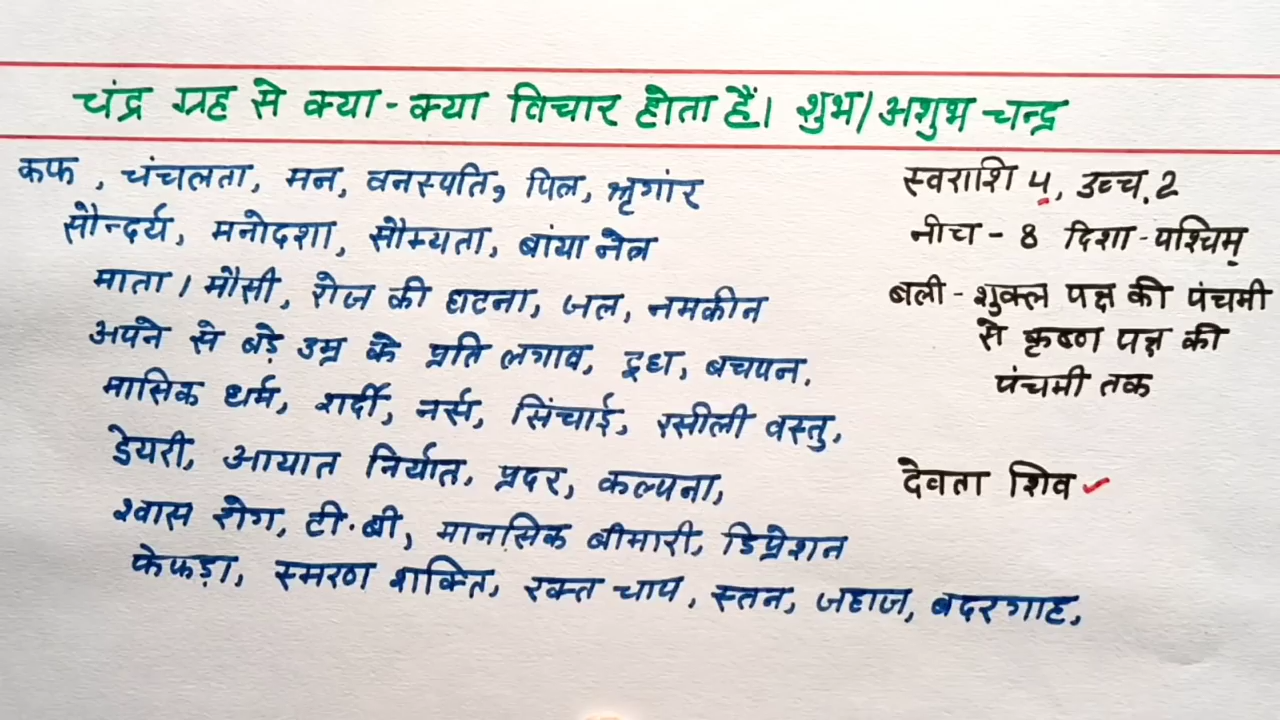 चंद्र ग्रह से क्या-क्या विचार होता हैं। शुभ/अशुभ चन्द्र
कफ, चंचलता, मन, वनस्पति, पित्त, श्रृगांर
सौन्दर्य, मनोदशा, सौम्यता, बांया नेत्र
माता। मौसी, रोज की घटना, जल, नमकीन
अपने से बड़े उम्र के प्रति लगाव, दूध, बचपन,
मासिक धर्म, शर्दी, नर्स, सिंचाई, रसीली वस्तु,
डेयरी, आयात निर्यात, प्रदर, कल्पना,
श्वास रोग, टी.बी, मानसिक बीमारी, डिप्रेशन
फेफड़ा, स्मरण शक्ति, रक्त चाप, स्तन, जहाज, बदरगाह,
स्वराशि 4, उच्च, 2
नीच - 8 दिशा - पश्चिम
बली - शुक्ल पक्ष की पंचमी
से कृष्ण पक्ष की
पंचमी तक
देवता शिव